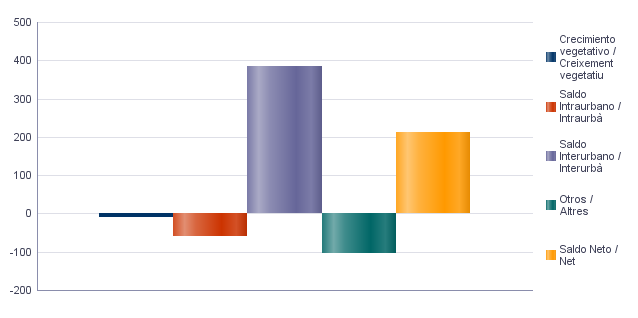 500
400
300
200
100
0
-100
-200
Crecimiento
vegetativo /
Creixement
vegetatiu
Saldo
Intraurbano /
Intraurbà
Saldo
Interurbano /
Interurbà
Otros /
Altres
Saldo Neto /
Net